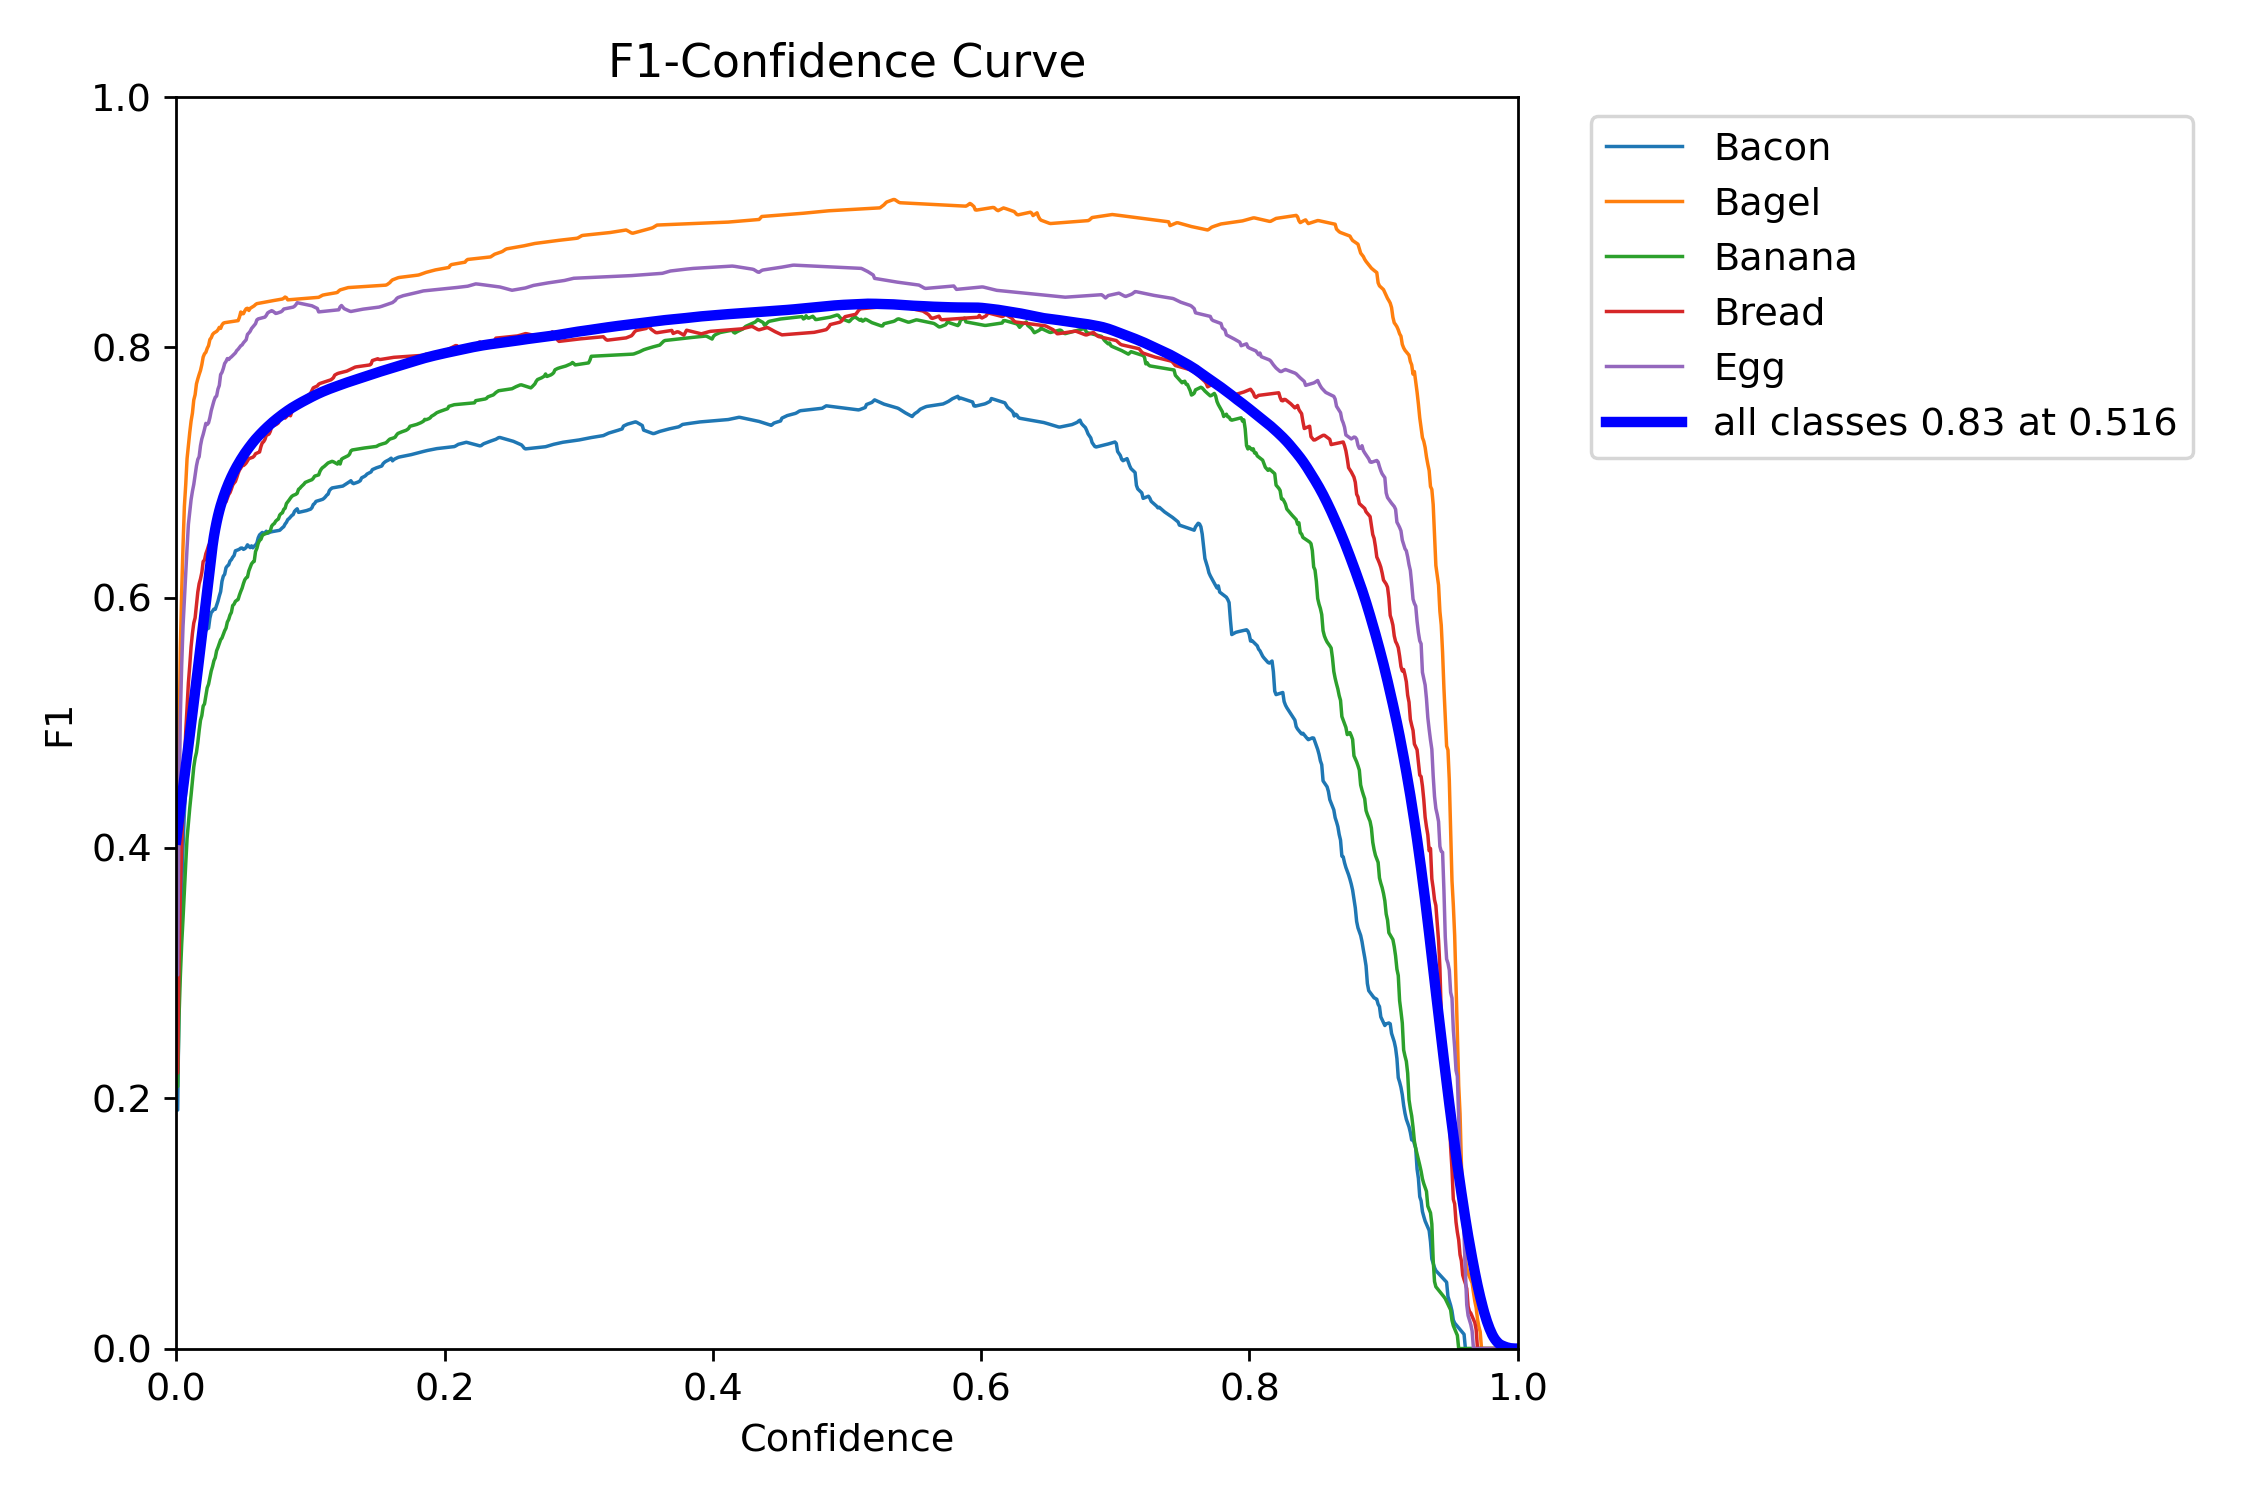 F1-Confidence Curve
1.0
0.8
0.6
0.4
0.2
0.0
F1
0.0 0.2 0.4 0.6 0.8 1.0
Confidence
Bacon
Bagel
Banana
Bread
Egg
all classes 0.83 at 0.516